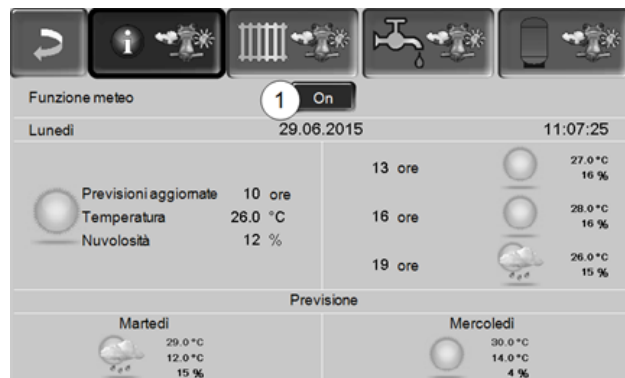 i
Funzione meteo 1 On
Lunedì 29.06.2015 11:07:25
Previsioni aggiornate 10 ore
Temperatura 26.0 °C
Nuvolosità 12 %
13 ore 27.0 °C
16 %
16 ore 28.0 °C
16 %
19 ore 26.0 °C
15 %
Previsione
Martedì
29.0 °C
12.0 °C
15 %
Mercoledì
30.0 °C
14.0 °C
4 %